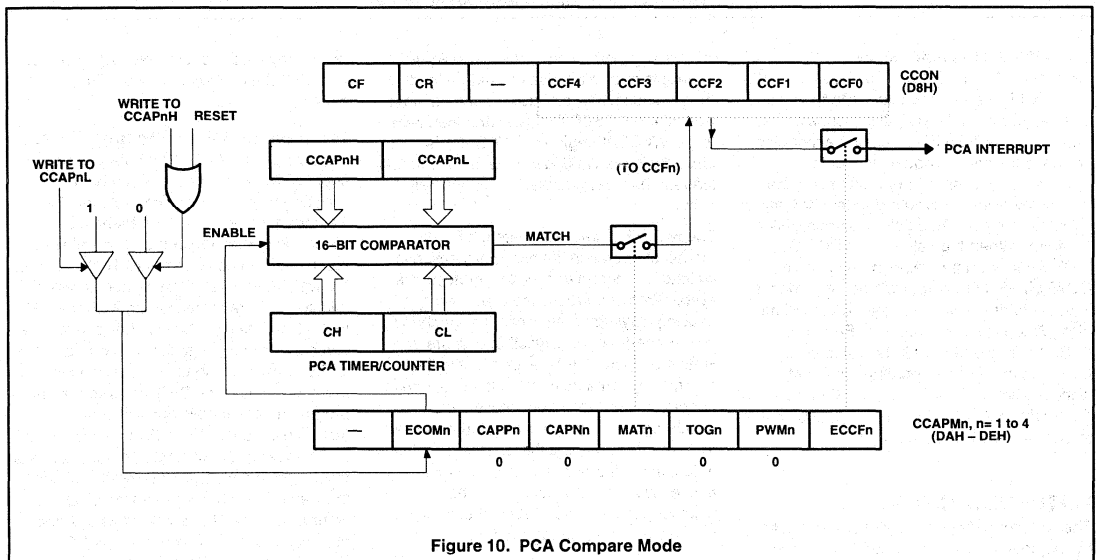 CF CR — CCF4 CCF3 CCF2 CCF1 CCF0
CCON
(D8H)
WRITE TO
CCAPnH
RESET
WRITE TO
CCAPnL
1 0
CCAPnH CCAPnL
(TO CCFn)
PCA INTERRUPT
ENABLE
16–BIT COMPARATOR
MATCH
CH CL
PCA TIMER/COUNTER
— ECOMn CAPPn CAPNn MATn TOGn PWMn ECCFn
CCAPMn, n= 1 to 4
(DAH – DEH)
0 0 0 0
Figure 10. PCA Compare Mode